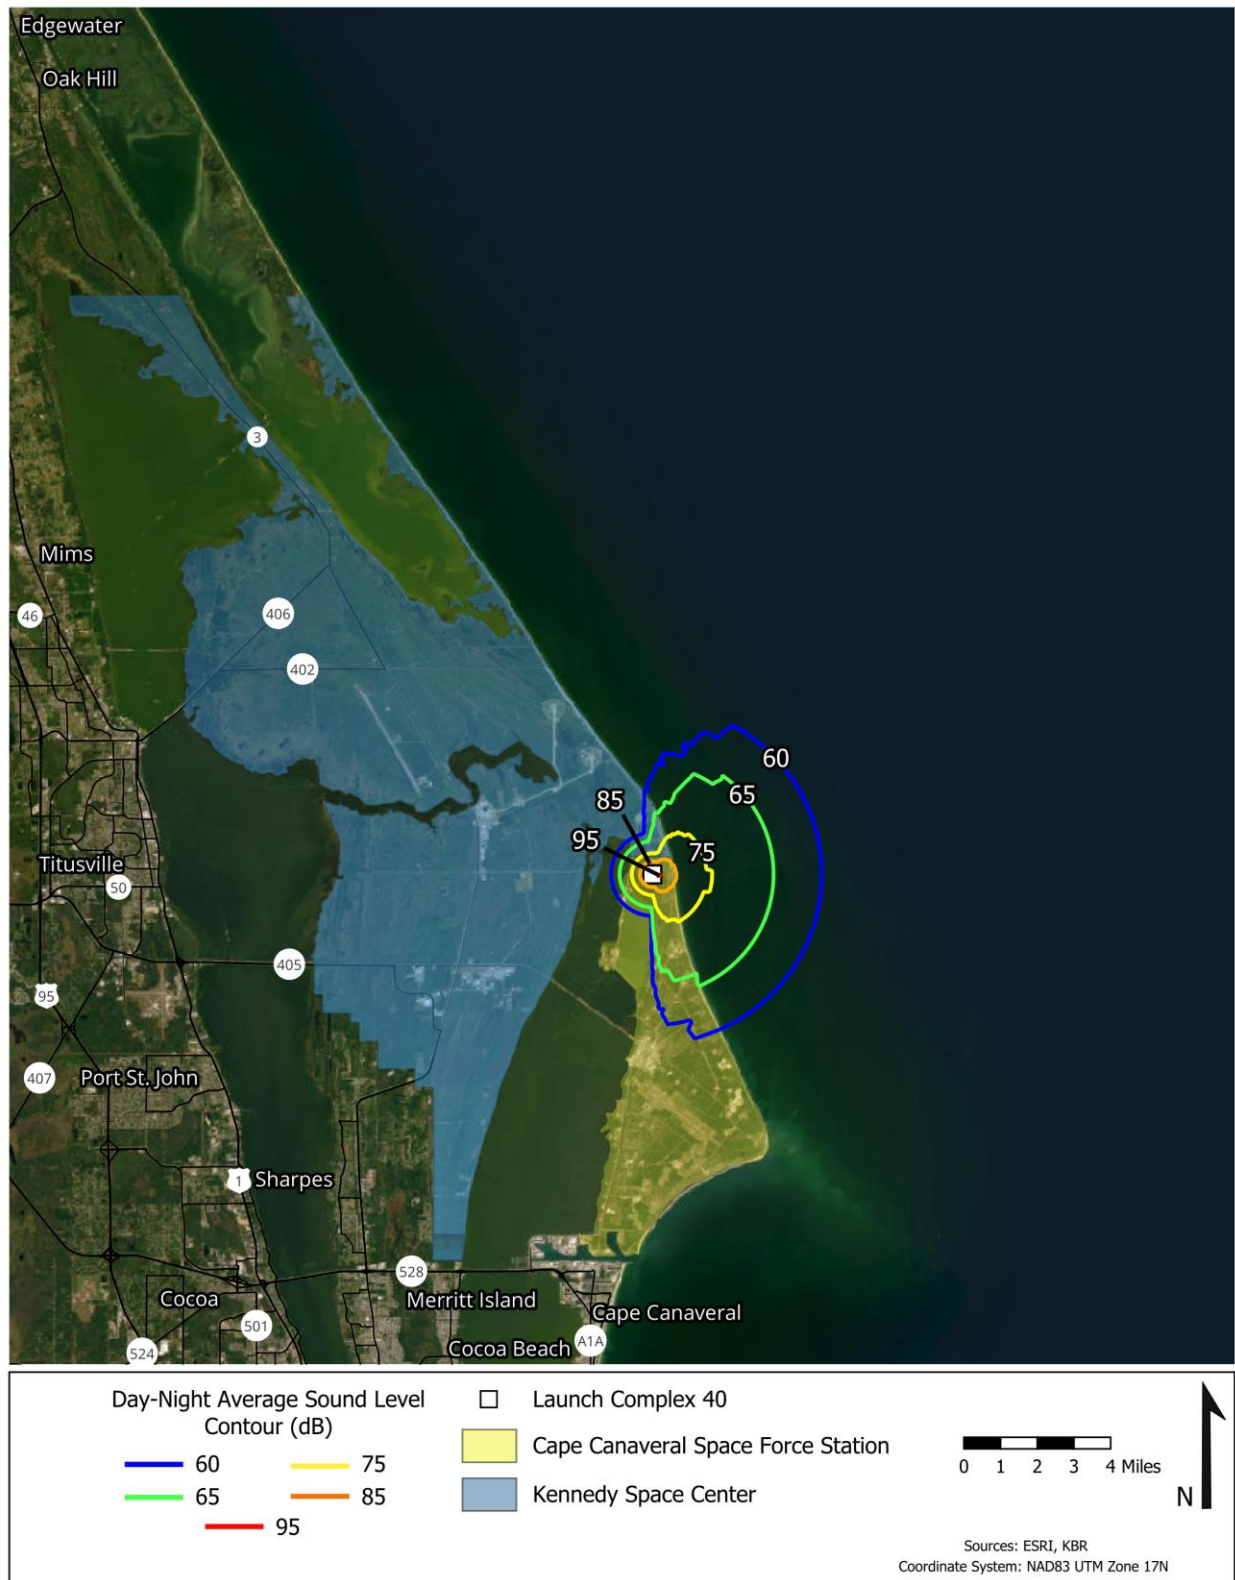 Edgewater
Oak Hill
3
Mims
46
406
402
60
65
85
95
75
Titusville
50
405
95
407
Port St. John
1
Sharpes
528
Cocoa
Merritt Island
501
Cape Canaveral
A1A
Cocoa Beach
524
Day-Night Average Sound Level
Contour (dB)
60
75
65
85
95
Launch Complex 40
Cape Canaveral Space Force Station
Kennedy Space Center
0 1 2 3 4 Miles
N
Sources: ESRI, KBR
Coordinate System: NAD83 UTM Zone 17N